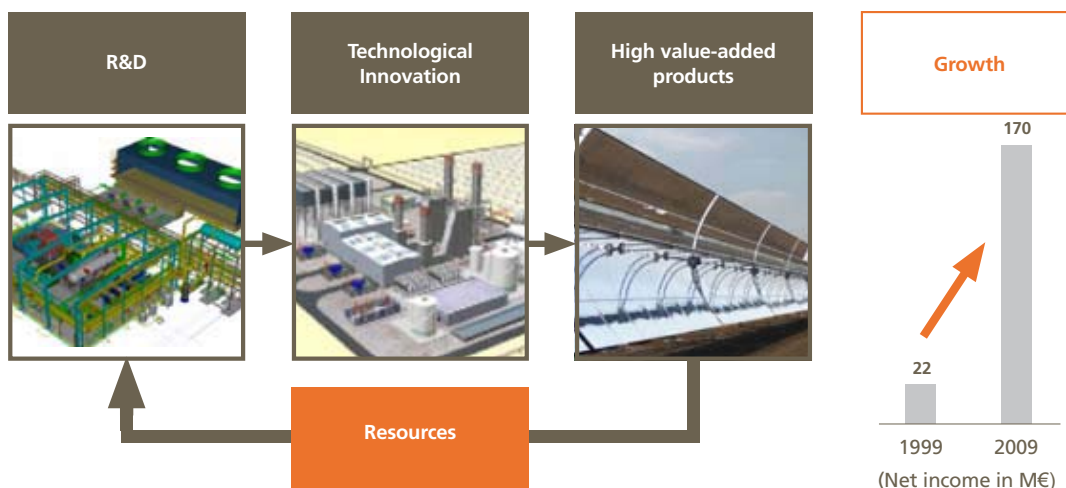 R&D
Technological
Innovation
High value-added
products
Growth
170
22
Resources
1999
2009
(Net income in M€)